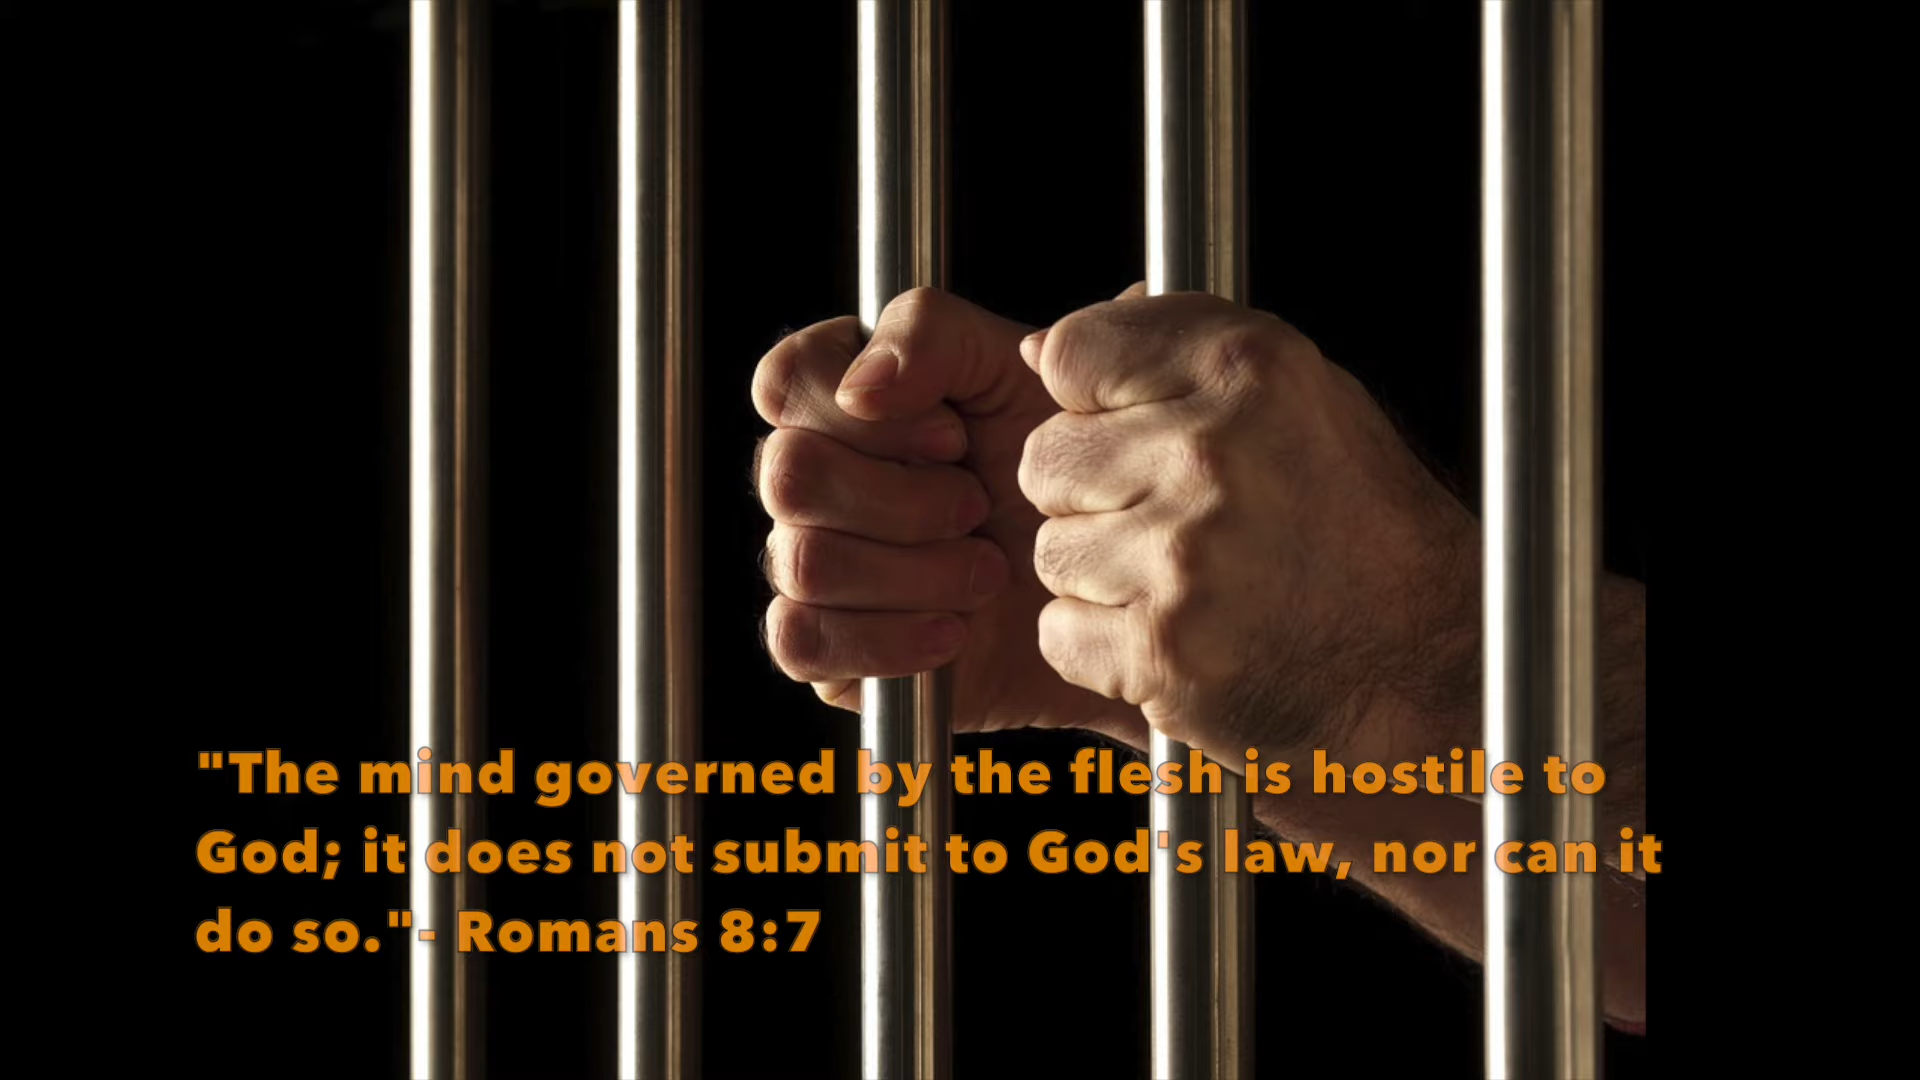 "The mind governed by the flesh is hostile to
God; it does not submit to God's law, nor can it
do so."- Romans 8:7